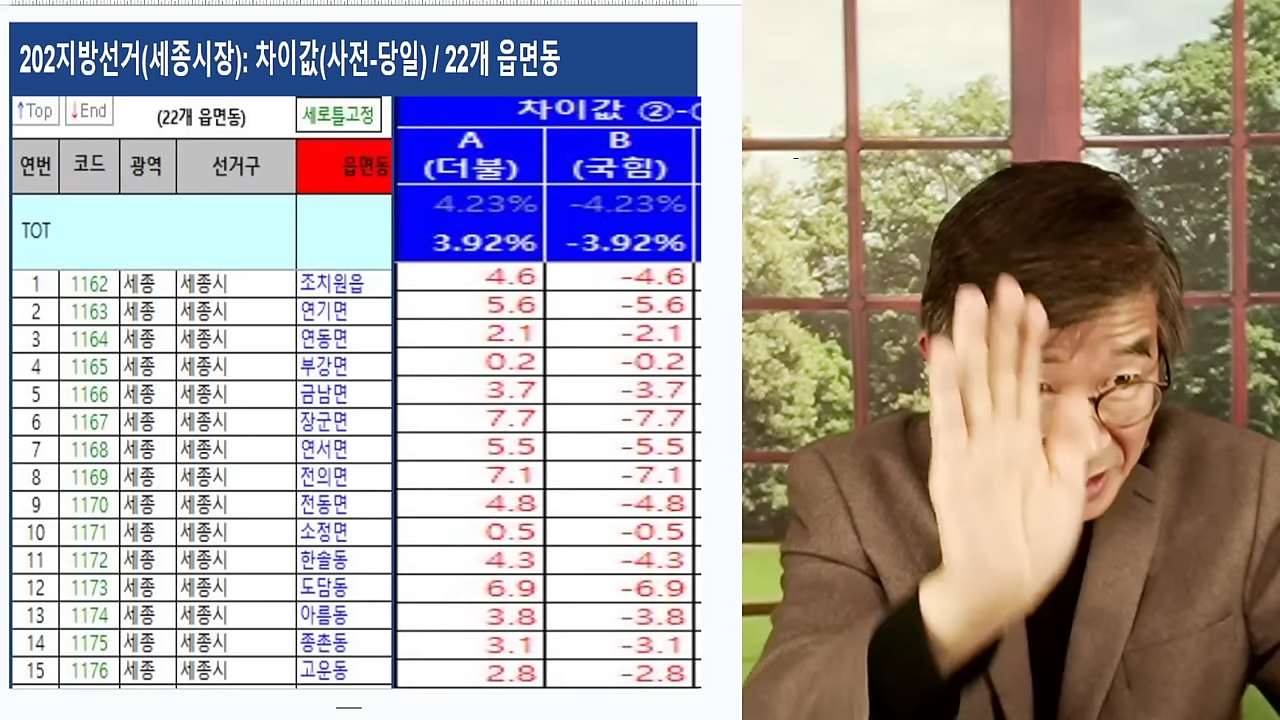 202지방선거(세종시장): 차이값(사전-당일) / 22개 읍면동
↑Top ↓End (22개 읍면동) 세로틀고정 차이값 ②-
연번 코드 광역 선거구 읍면동 A (더불) B (국힘)
4.23% -4.23%
TOT 3.92% -3.92%
1 1162 세종 세종시 조치원읍 4.6 -4.6
2 1163 세종 세종시 연기면 5.6 -5.6
3 1164 세종 세종시 연동면 2.1 -2.1
4 1165 세종 세종시 부강면 0.2 -0.2
5 1166 세종 세종시 금남면 3.7 -3.7
6 1167 세종 세종시 장군면 7.7 -7.7
7 1168 세종 세종시 연서면 5.5 -5.5
8 1169 세종 세종시 전의면 7.1 -7.1
9 1170 세종 세종시 전동면 4.8 -4.8
10 1171 세종 세종시 소정면 0.5 -0.5
11 1172 세종 세종시 한솔동 4.3 -4.3
12 1173 세종 세종시 도담동 6.9 -6.9
13 1174 세종 세종시 아름동 3.8 -3.8
14 1175 세종 세종시 종촌동 3.1 -3.1
15 1176 세종 세종시 고운동 2.8 -2.8